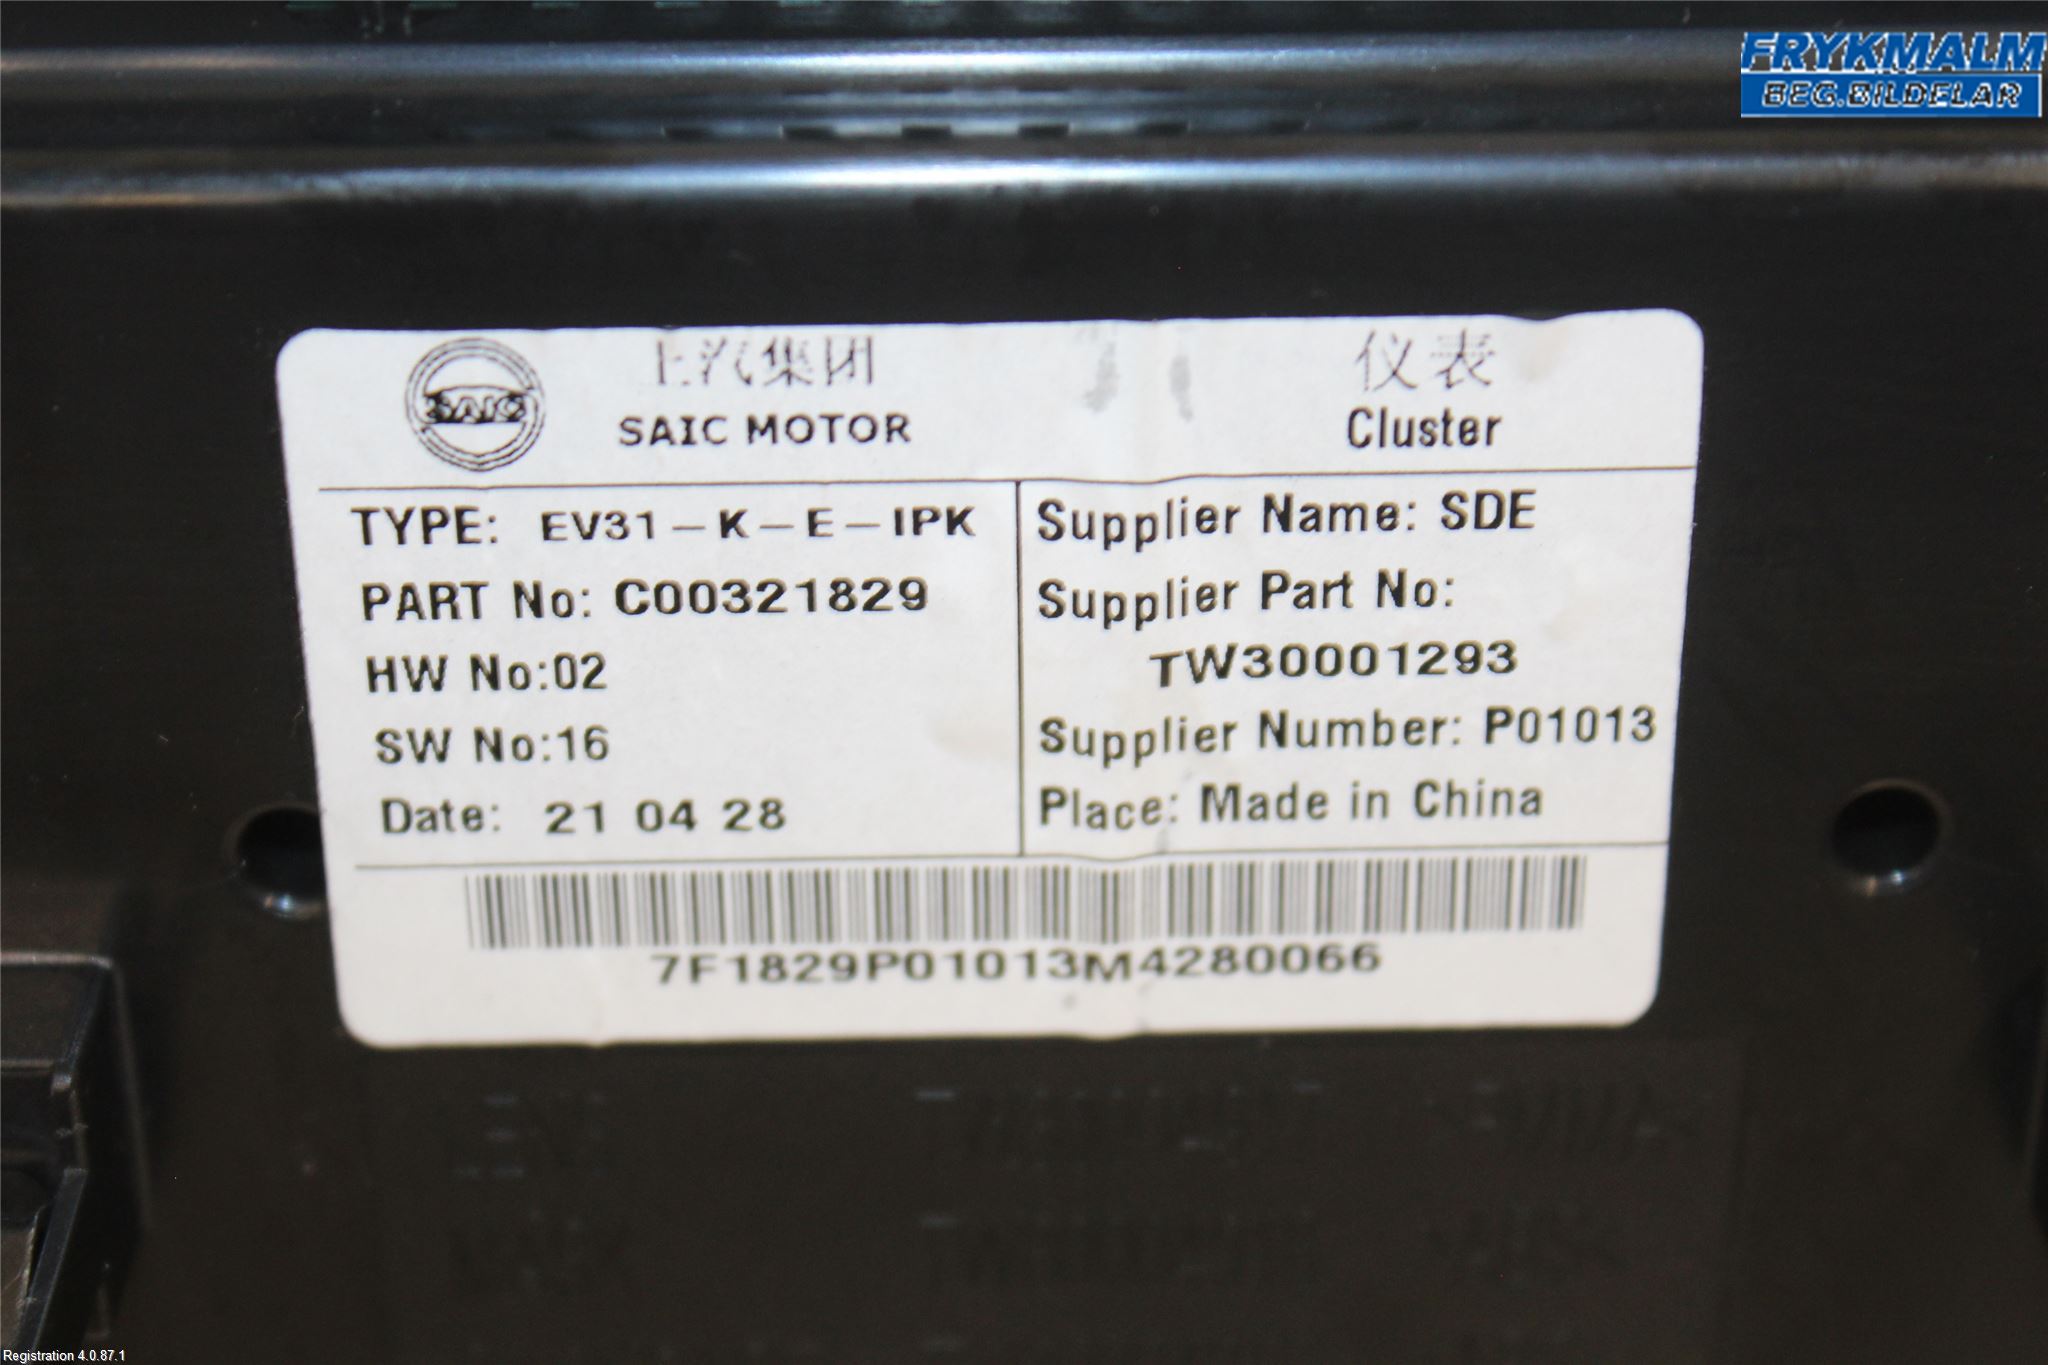 FRYKMALM
BEG.BILDELAR
上汽集团
仪表
SAIC
SAIC MOTOR
Cluster
TYPE: EV31-K-E-IPK
PART No: C00321829
HW No:02
SW No:16
Date: 21 04 28
Supplier Name: SDE
Supplier Part No:
TW30001293
Supplier Number: P01013
Place: Made in China
7F1829P01013M4280066
Registration 4.0.87.1